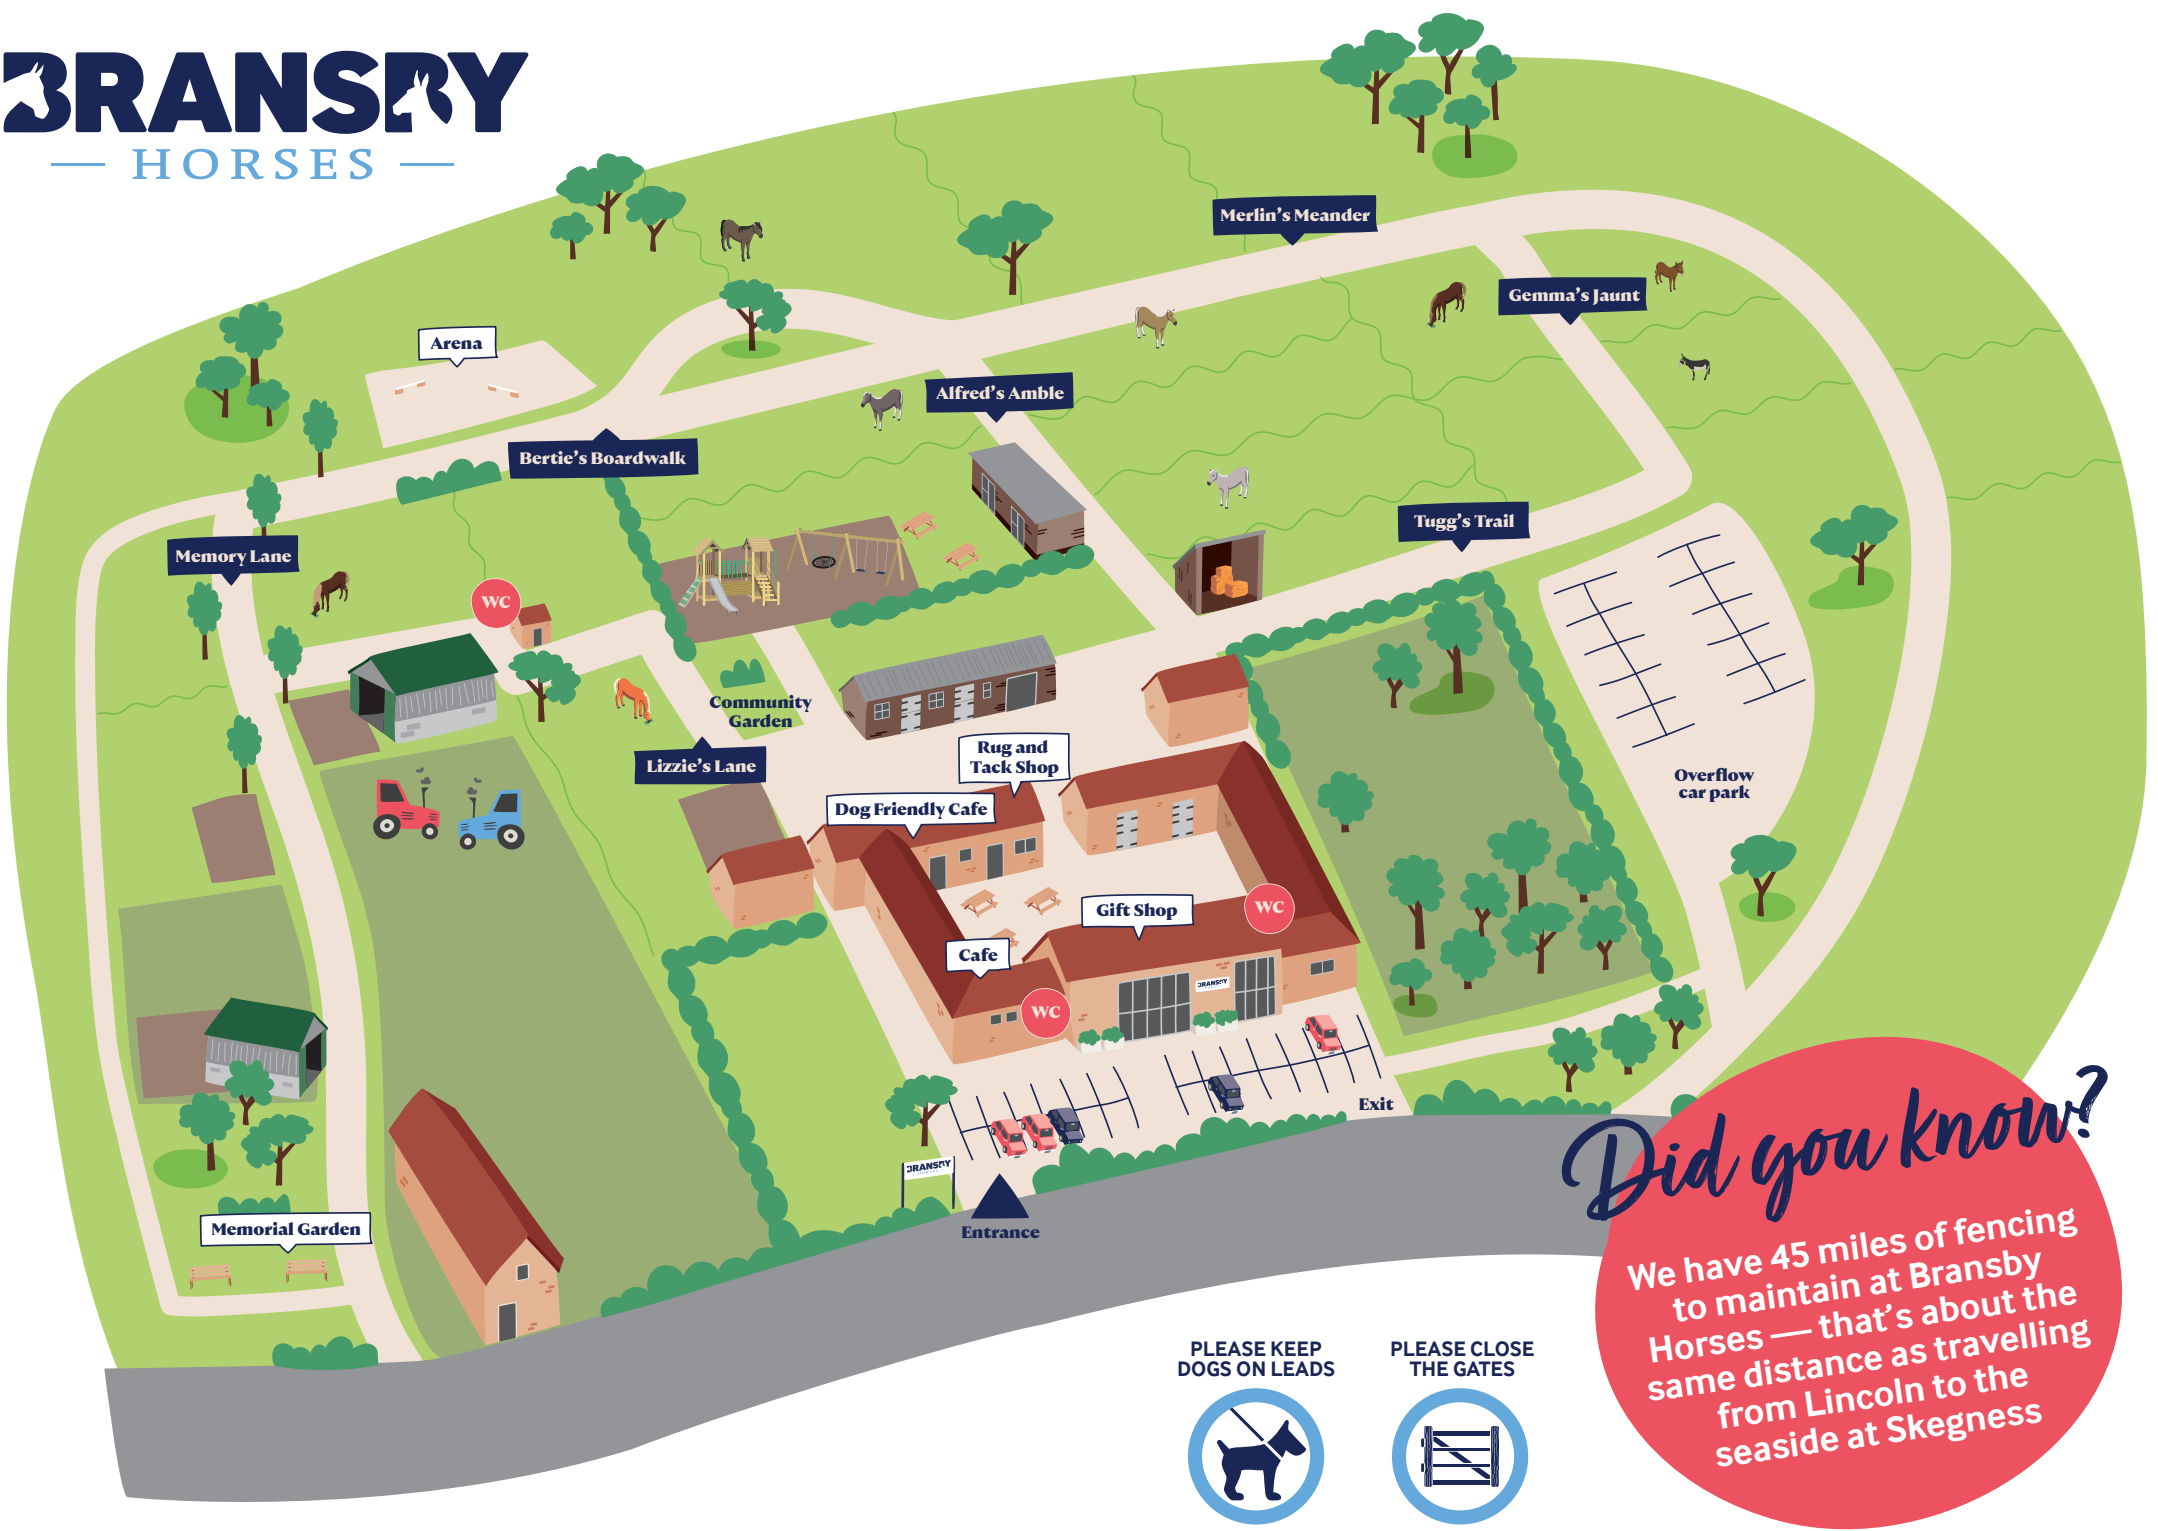 BRANSBY
HORSES
Merlin's Meander
Gemma's Jaunt
Arena
Alfred's Amble
Bertie's Boardwalk
Tugg's Trail
Memory Lane
WC
Community
Garden
Lizzie's Lane
Rug and
Tack Shop
Dog Friendly Cafe
Overflow
car park
Gift Shop
WC
Cafe
BRANSBY
WC
Exit
BRANSBY
Entrance
Memorial Garden
Did you know?
We have 45 miles of fencing
to maintain at Bransby
Horses — that's about the
same distance as travelling
from Lincoln to the
seaside at Skegness
PLEASE KEEP
DOGS ON LEADS
PLEASE CLOSE
THE GATES